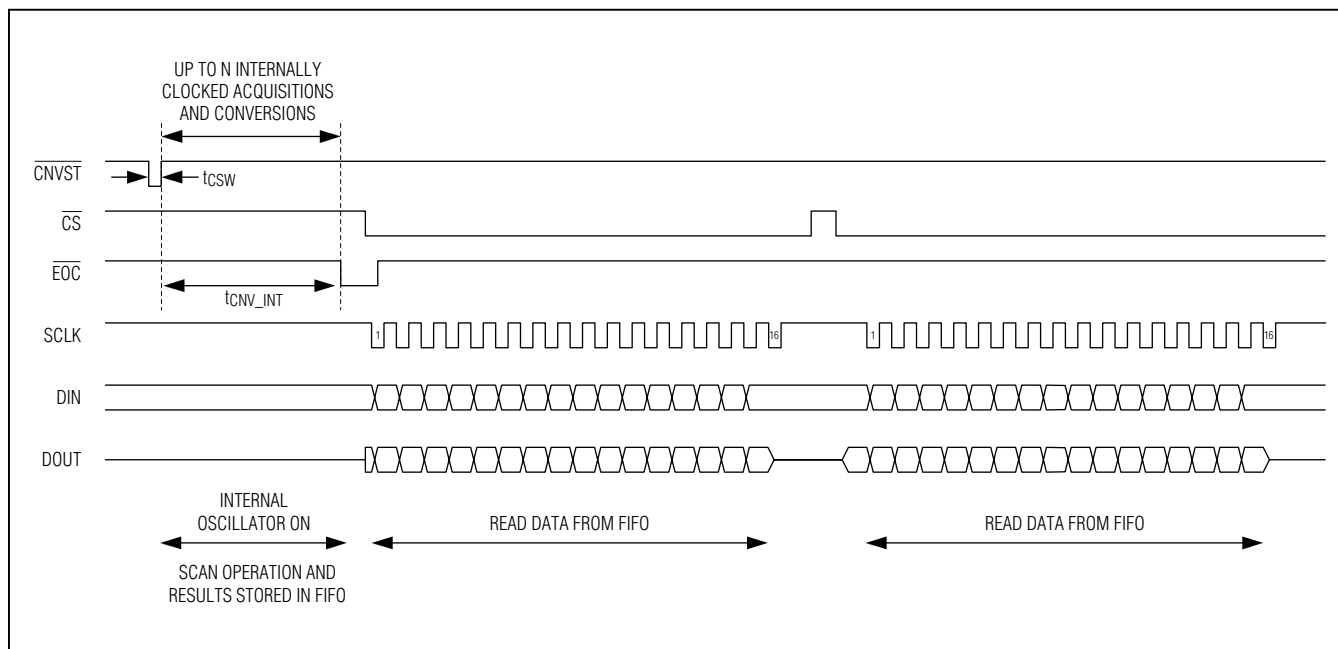 UP TO N INTERNALLY
CLOCKED ACQUISITIONS
AND CONVERSIONS
CNVST
tCSW
CS
EOC
tCNV_INT
SCLK
1
16
1
16
DIN
DOUT
INTERNAL
OSCILLATOR ON
READ DATA FROM FIFO
READ DATA FROM FIFO
SCAN OPERATION AND
RESULTS STORED IN FIFO